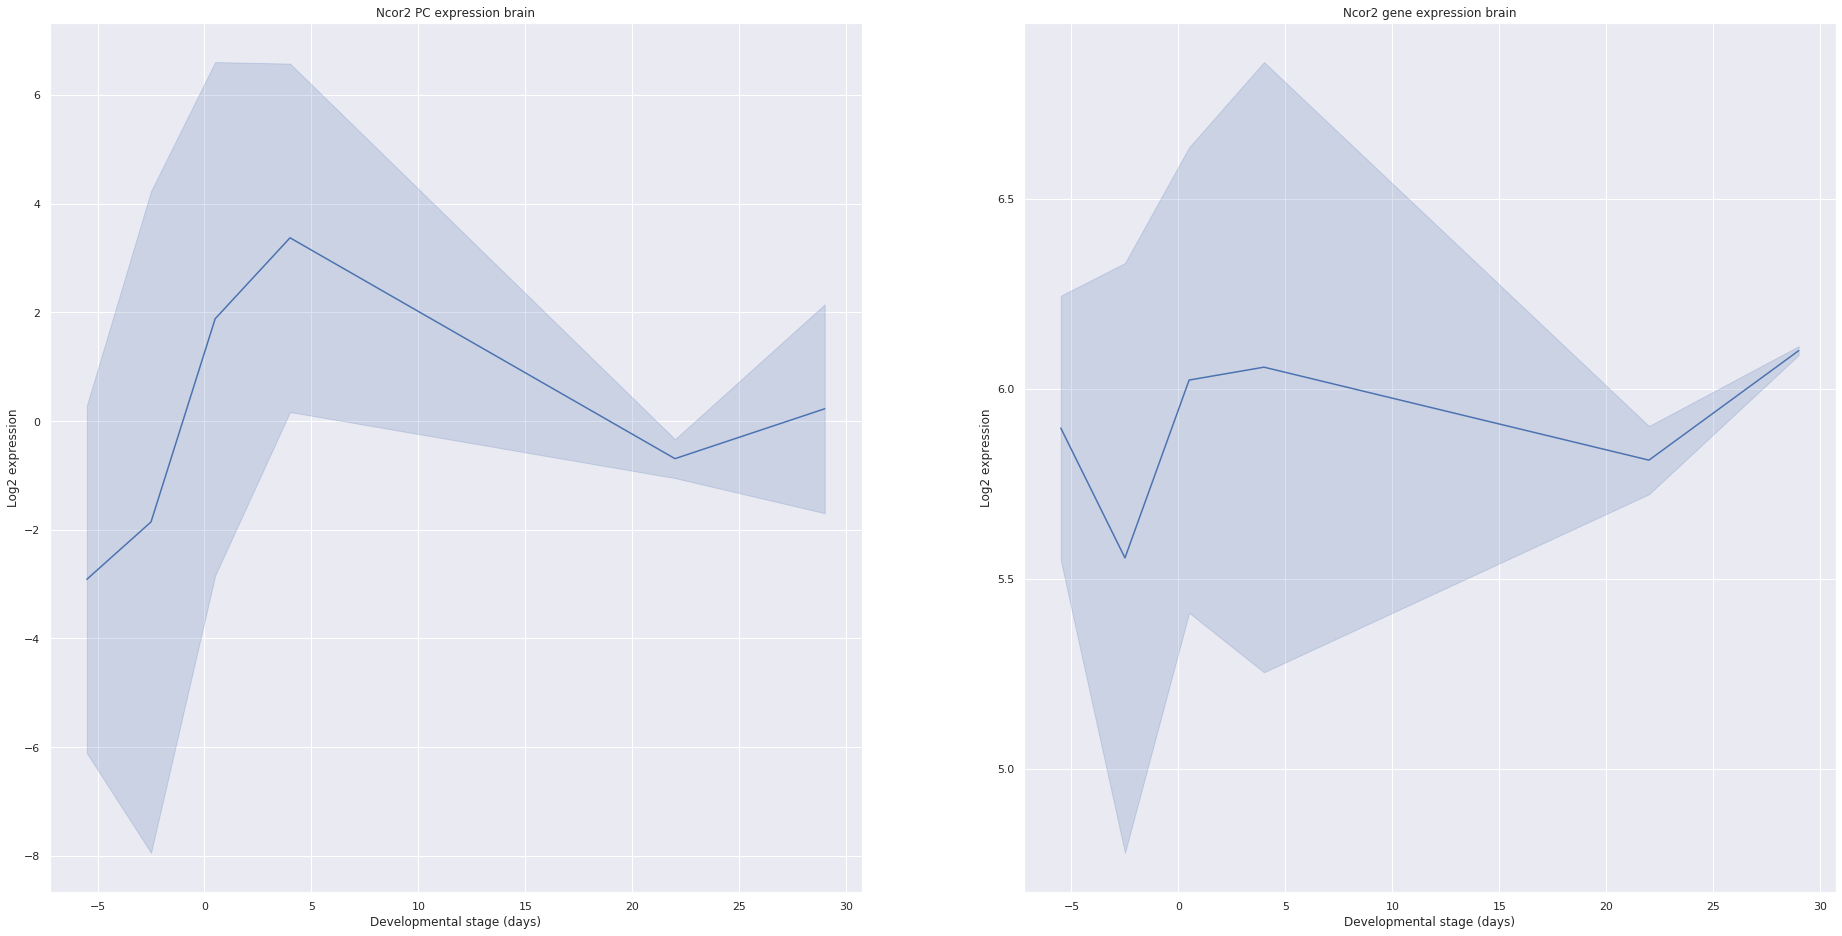 Ncor2 PC expression brain
Log2 expression
6
4
2
0
−2
−4
−6
−8
−5 0 5 10 15 20 25 30
Developmental stage (days)
Ncor2 gene expression brain
Log2 expression
6.5
6.0
5.5
5.0
−5 0 5 10 15 20 25 30
Developmental stage (days)